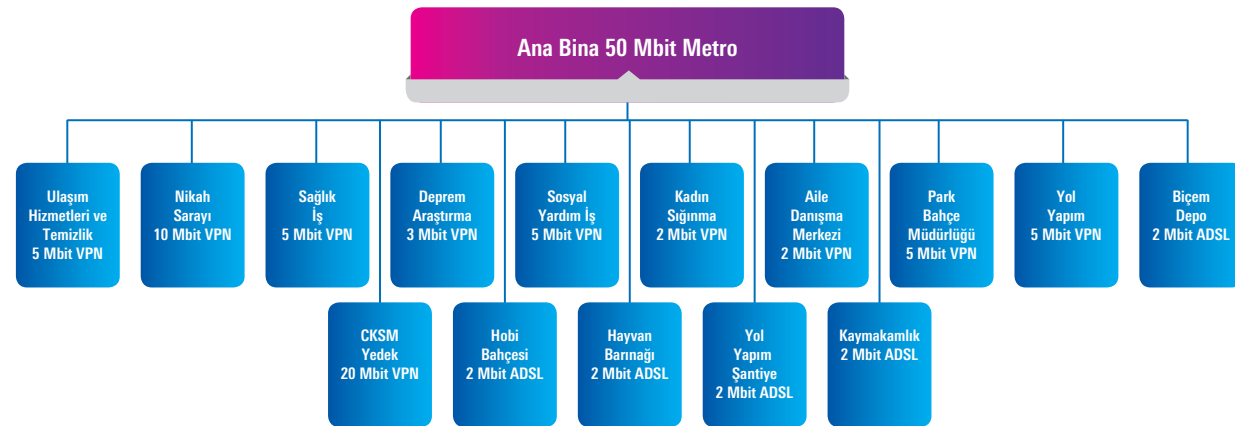 Ana Bina 50 Mbit Metro
Ulaşım
Hizmetleri ve
Temizlik
5 Mbit VPN
Nikah
Sarayı
10 Mbit VPN
Sağlık
İş
5 Mbit VPN
Deprem
Araştırma
3 Mbit VPN
Sosyal
Yardım İş
5 Mbit VPN
Kadın
Sığınma
2 Mbit VPN
Aile
Danışma
Merkezi
2 Mbit VPN
Park
Bahçe
Müdürlüğü
5 Mbit VPN
Yol
Yapım
5 Mbit VPN
Biçem
Depo
2 Mbit ADSL
CKSM
Yedek
20 Mbit VPN
Hobi
Bahçesi
2 Mbit ADSL
Hayvan
Barınağı
2 Mbit ADSL
Yol
Yapım
Şantiye
2 Mbit ADSL
Kaymakamlık
2 Mbit ADSL